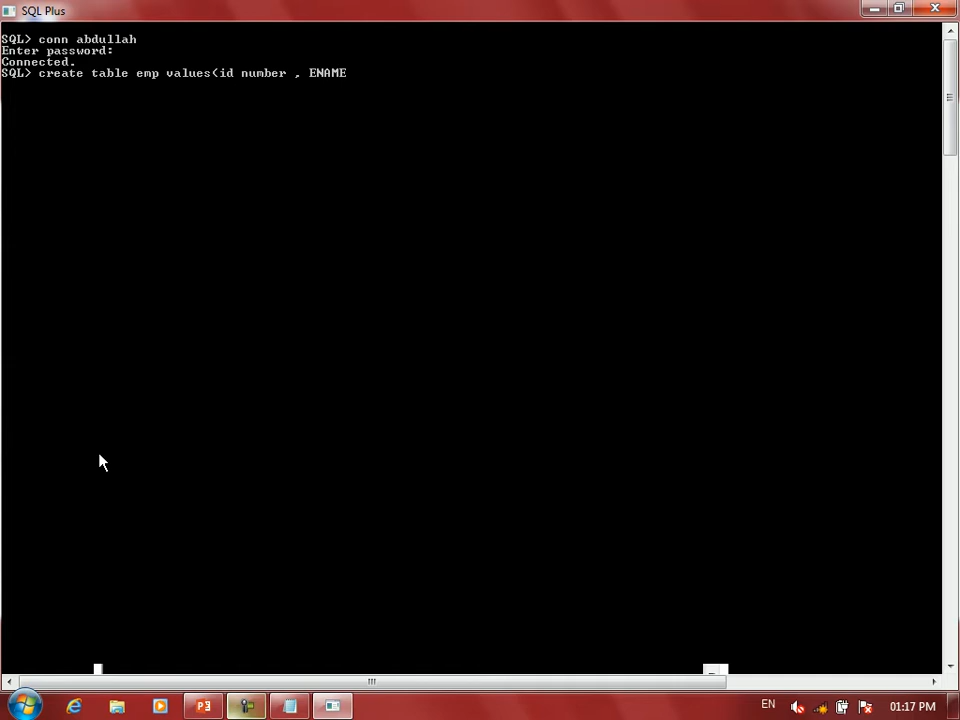 SQL Plus
SQL> conn abdullah
Enter password:
Connected.
SQL> create table emp values(id number , ENAME
EN
01:17 PM